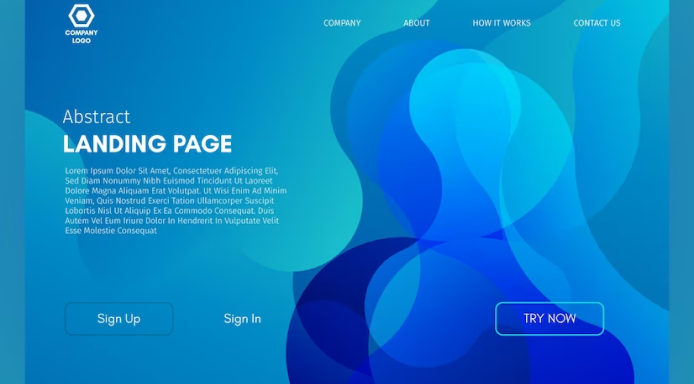 COMPANY
LOGO
COMPANY ABOUT HOW IT WORKS CONTACT US
Abstract
LANDING PAGE
Lorem Ipsum Dolor Sit Amet, Consectetuer Adipiscing Elit,
Sed Diam Nonummy Nibh Euismod Tincidunt Ut Laoreet
Dolore Magna Aliquam Erat Volutpat. Ut Wisi Enim Ad Minim
Veniam, Quis Nostrud Exerci Tation Ullamcorper Suscipit
Lobortis Nisl Ut Aliquip Ex Ea Commodo Consequat. Duis
Autem Vel Eum Iriure Dolor In Hendrerit In Vulputate Velit
Esse Molestie Consequat
Sign Up Sign In TRY NOW